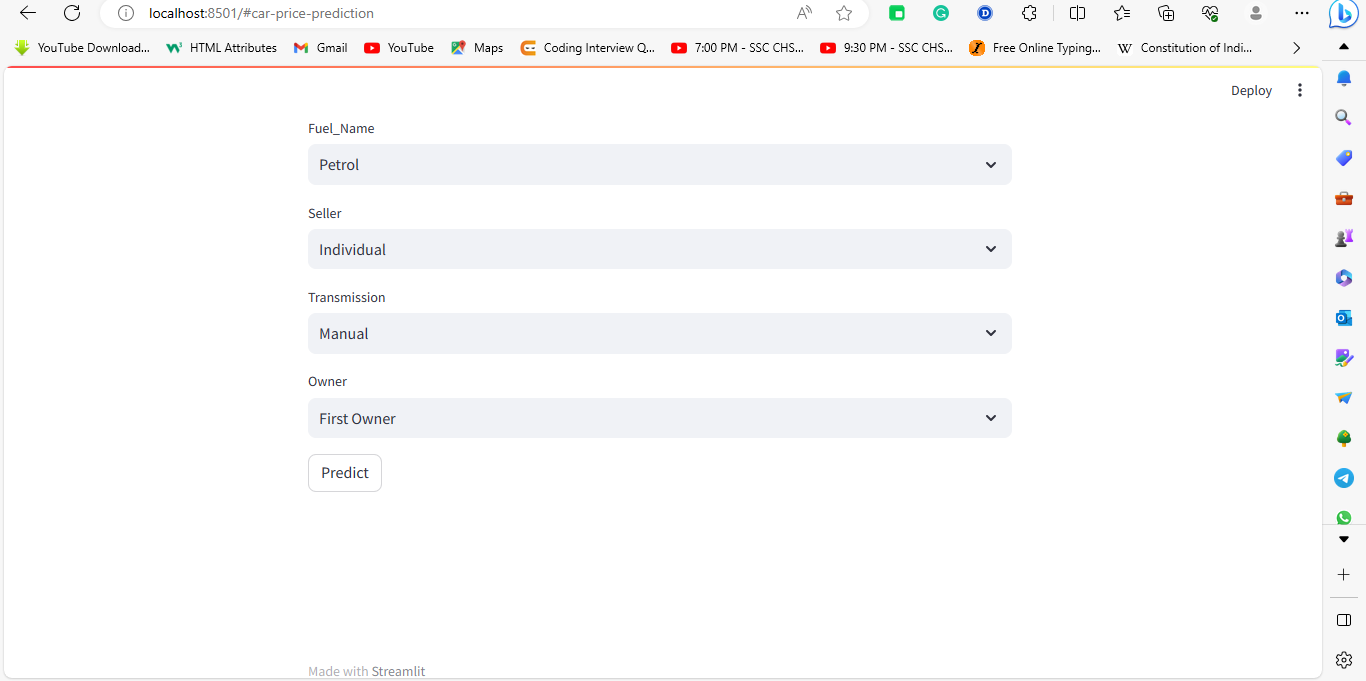 localhost:8501/#car-price-prediction
YouTube Download... HTML Attributes Gmail YouTube Maps Coding Interview Q... 7:00 PM - SSC CHS... 9:30 PM - SSC CHS... Free Online Typing... Constitution of Indi...
Deploy
Fuel_Name
Petrol
Seller
Individual
Transmission
Manual
Owner
First Owner
Predict
Made with Streamlit